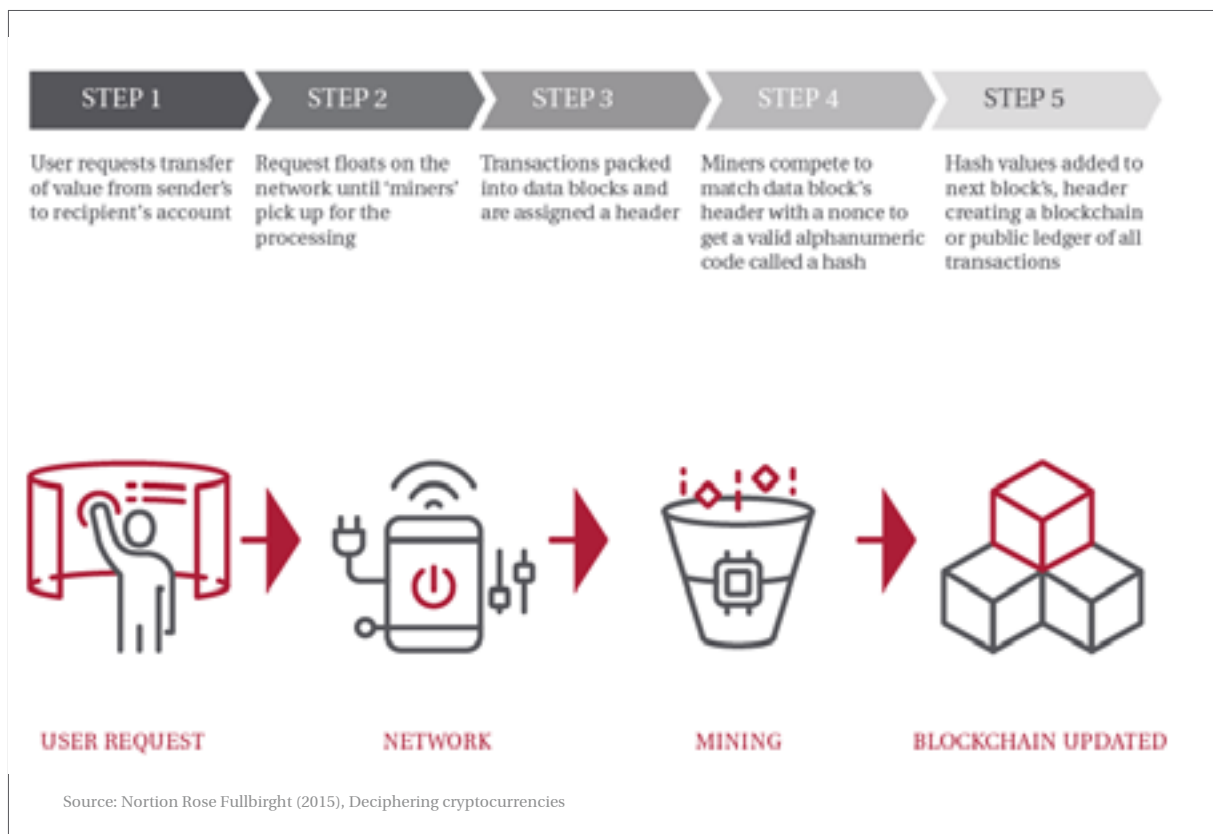 STEP 1
STEP 2
STEP 3
STEP 4
STEP 5
User requests transfer
of value from sender's
to recipient's account
Request floats on the
network until 'miners'
pick up for the
processing
Transactions packed
into data blocks and
are assigned a header
Miners compete to
match data block's
header with a nonce to
get a valid alphanumeric
code called a hash
Hash values added to
next block's, header
creating a blockchain
or public ledger of all
transactions
USER REQUEST
NETWORK
MINING
BLOCKCHAIN UPDATED
Source: Nortion Rose Fullbirght (2015), Deciphering cryptocurrencies